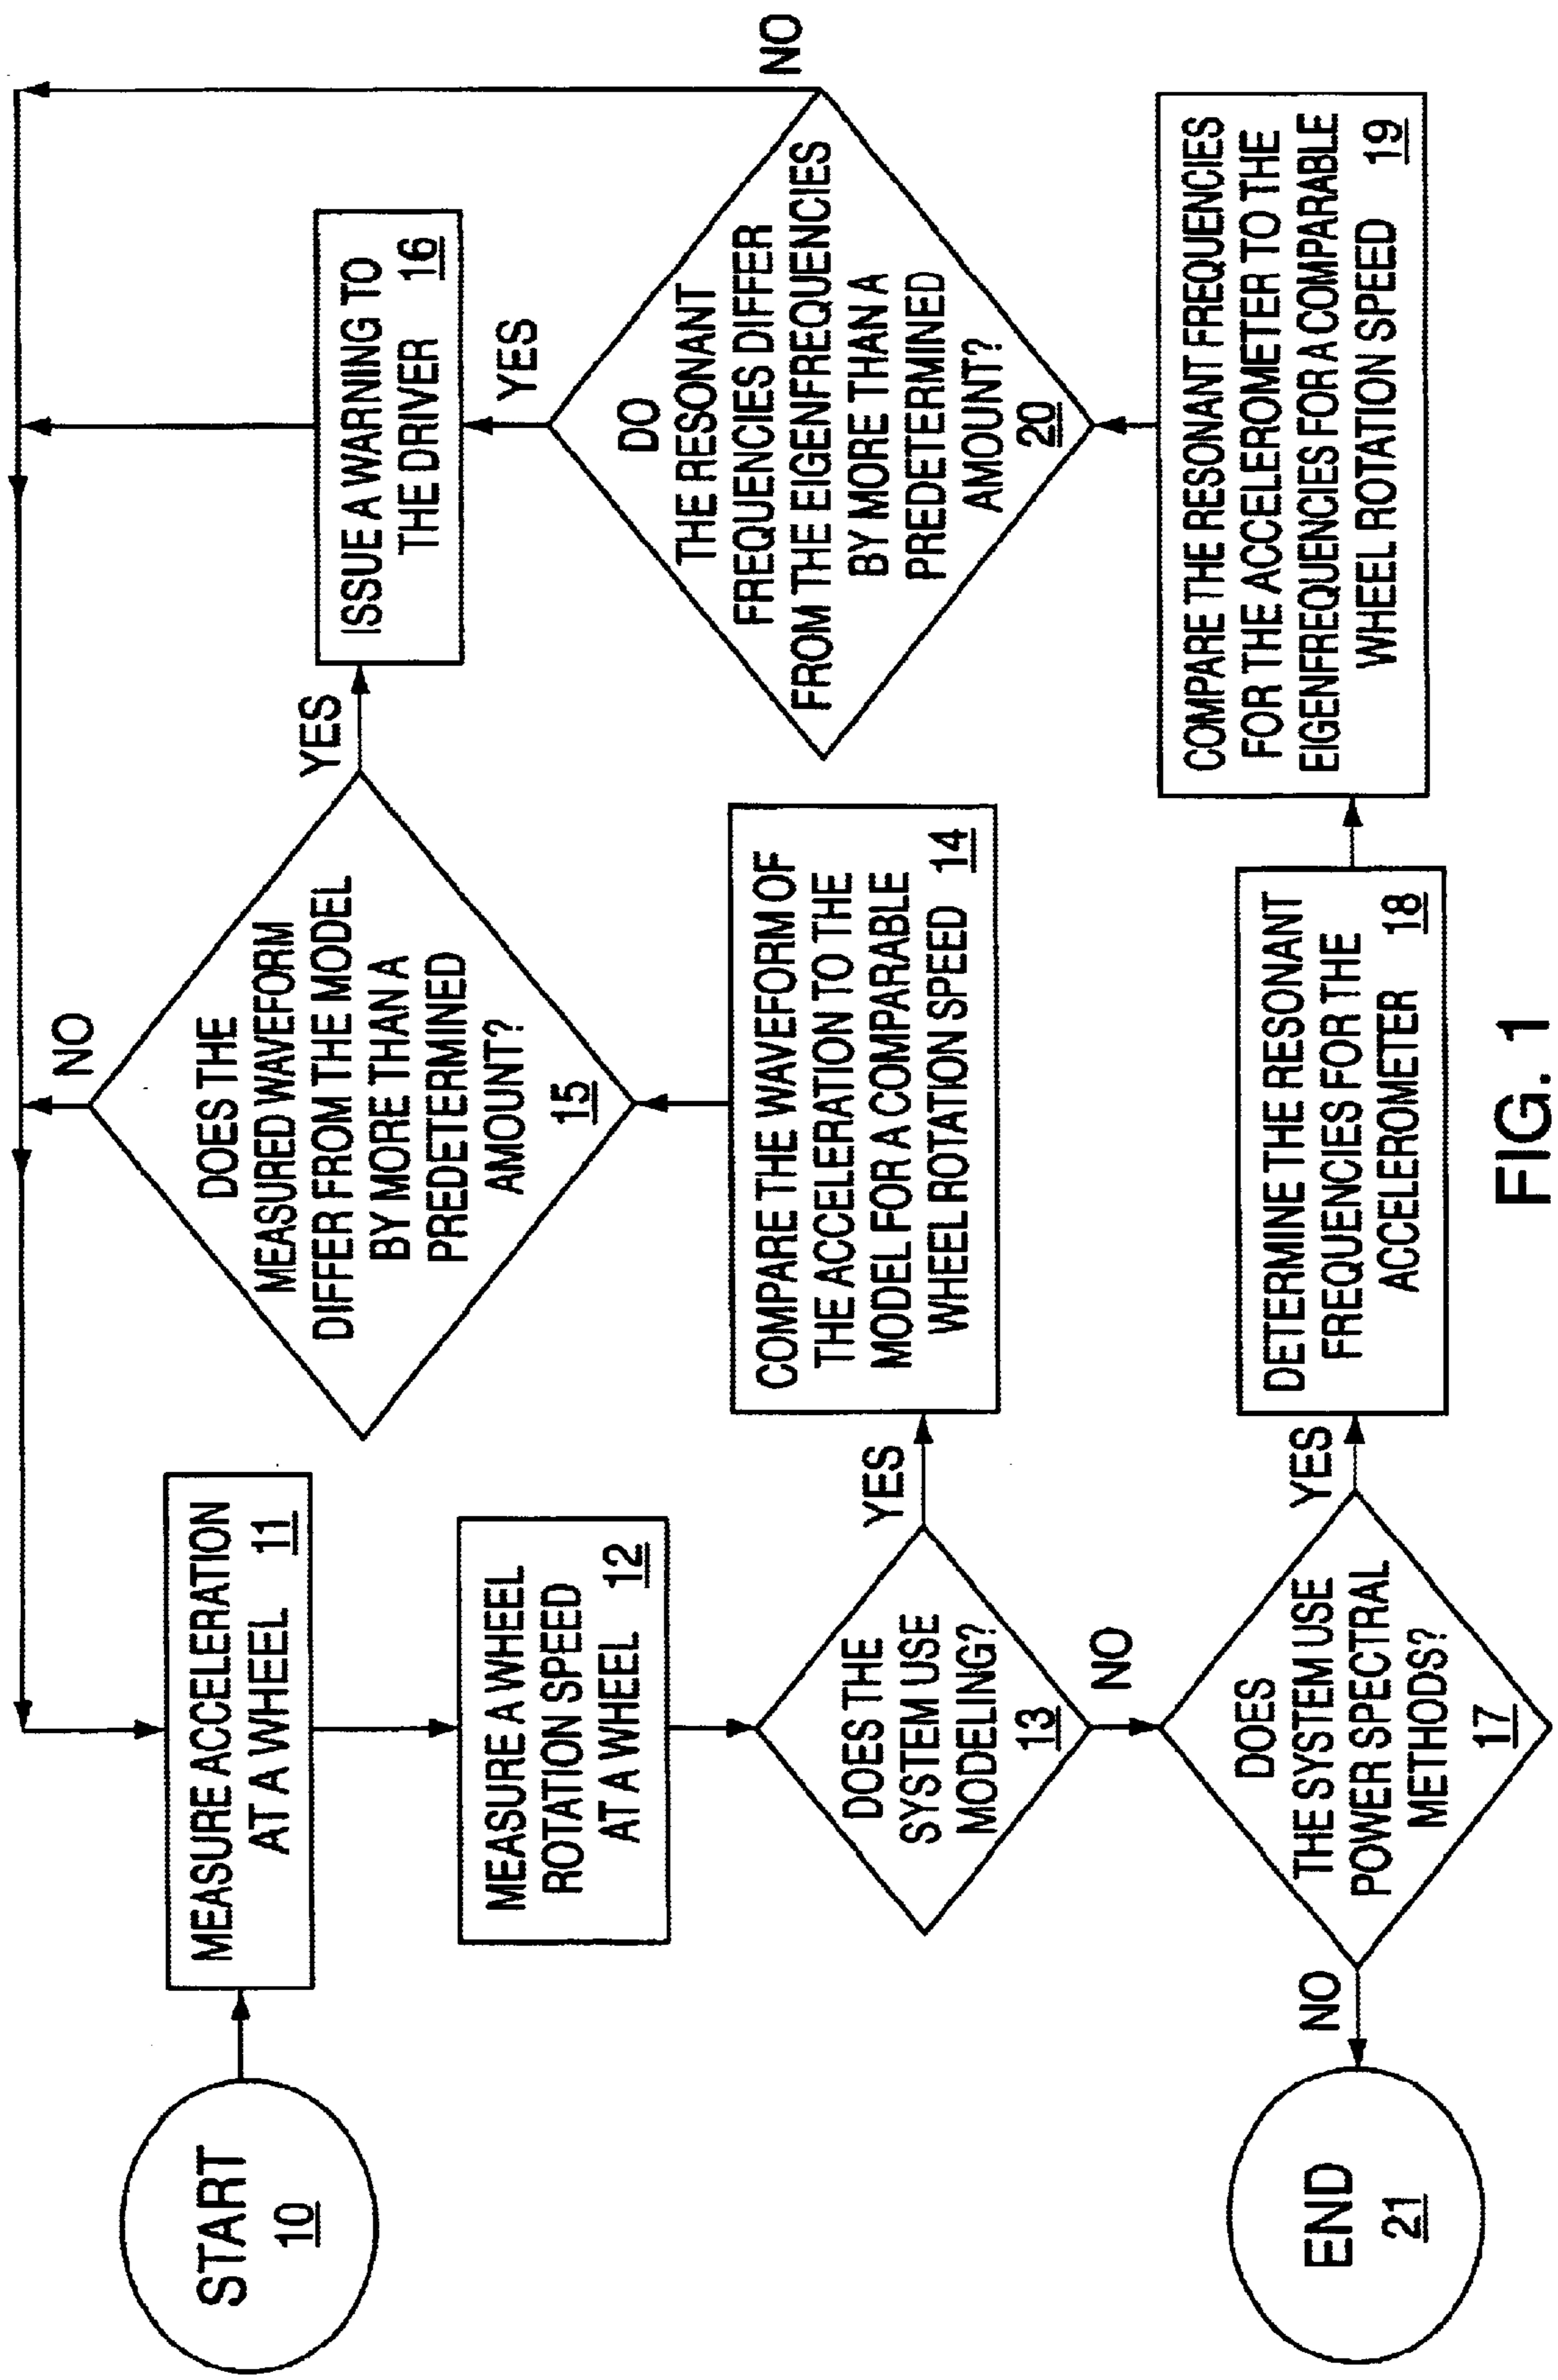 START
10
MEASURE ACCELERATION
AT A WHEEL 11
MEASURE A WHEEL
ROTATION SPEED
AT A WHEEL 12
DOES THE
SYSTEM USE
MODELING?
13
YES
NO
COMPARE THE WAVEFORM OF
THE ACCELERATION TO THE
MODEL FOR A COMPARABLE
WHEEL ROTATION SPEED 14
DOES THE
MEASURED WAVEFORM
DIFFER FROM THE MODEL
BY MORE THAN A
PREDETERMINED
AMOUNT?
15
NO
YES
ISSUE A WARNING TO
THE DRIVER 16
DOES
THE SYSTEM USE
POWER SPECTRAL
METHODS?
17
NO
YES
END
21
DETERMINE THE RESONANT
FREQUENCIES FOR THE
ACCELEROMETER 18
COMPARE THE RESONANT FREQUENCIES
FOR THE ACCELEROMETER TO THE
EIGENFREQUENCIES FOR A COMPARABLE
WHEEL ROTATION SPEED 19
DO
THE RESONANT
FREQUENCIES DIFFER
FROM THE EIGENFREQUENCIES
BY MORE THAN A
PREDETERMINED
AMOUNT?
20
YES
NO
FIG. 1